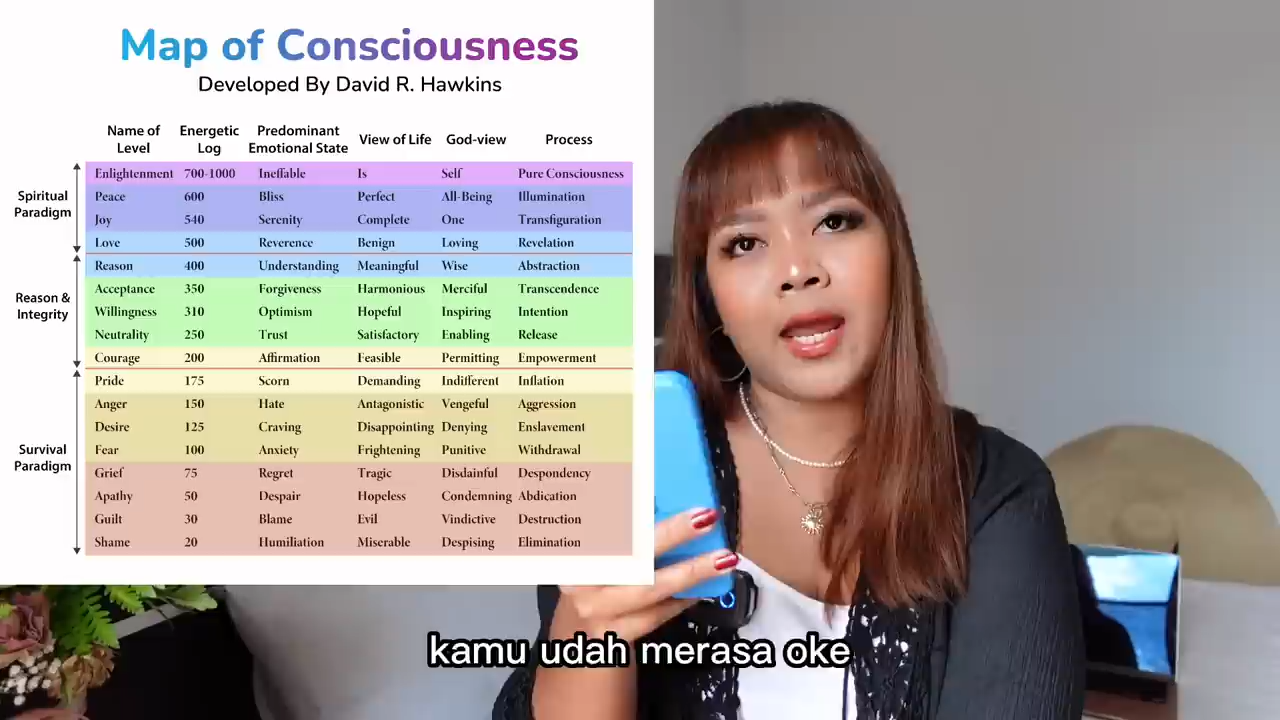 Map of Consciousness
Developed By David R. Hawkins
Name of Level Energetic Log Predominant Emotional State View of Life God-view Process
Spiritual Paradigm
Enlightenment 700-1000 Ineffable Is Self Pure Consciousness
Peace 600 Bliss Perfect All-Being Illumination
Joy 540 Serenity Complete One Transfiguration
Love 500 Reverence Benign Loving Revelation
Reason & Integrity
Reason 400 Understanding Meaningful Wise Abstraction
Acceptance 350 Forgiveness Harmonious Merciful Transcendence
Willingness 310 Optimism Hopeful Inspiring Intention
Neutrality 250 Trust Satisfactory Enabling Release
Courage 200 Affirmation Feasible Permitting Empowerment
Survival Paradigm
Pride 175 Scorn Demanding Indifferent Inflation
Anger 150 Hate Antagonistic Vengeful Aggression
Desire 125 Craving Disappointing Denying Enslavement
Fear 100 Anxiety Frightening Punitive Withdrawal
Grief 75 Regret Tragic Disdainful Despondency
Apathy 50 Despair Hopeless Condemning Abdication
Guilt 30 Blame Evil Vindictive Destruction
Shame 20 Humiliation Miserable Despising Elimination
kamu udah merasa oke